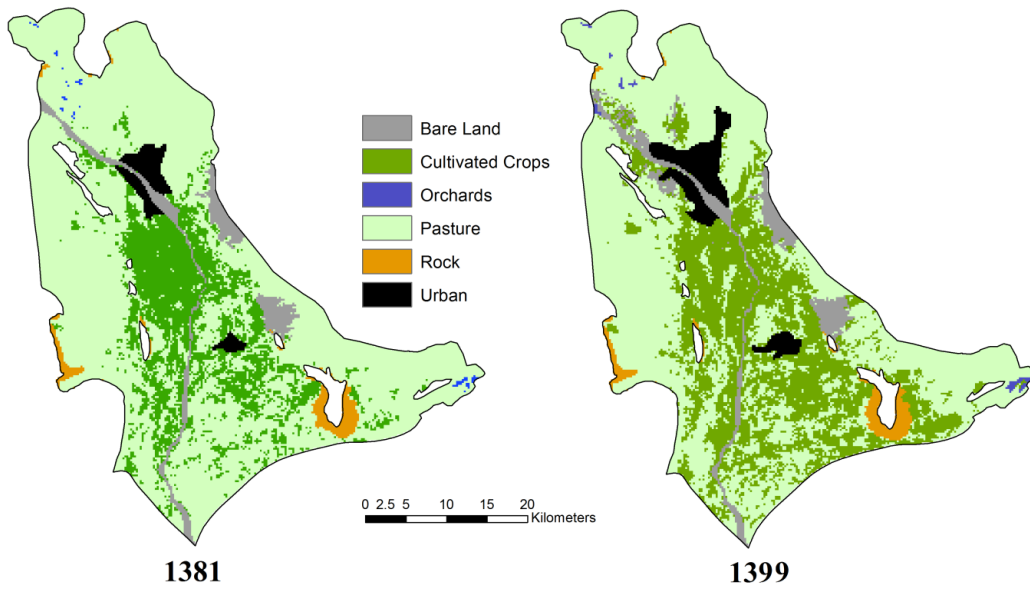 Bare Land
Cultivated Crops
Orchards
Pasture
Rock
Urban
0 2.5 5 10 15 20
Kilometers
1381
1399